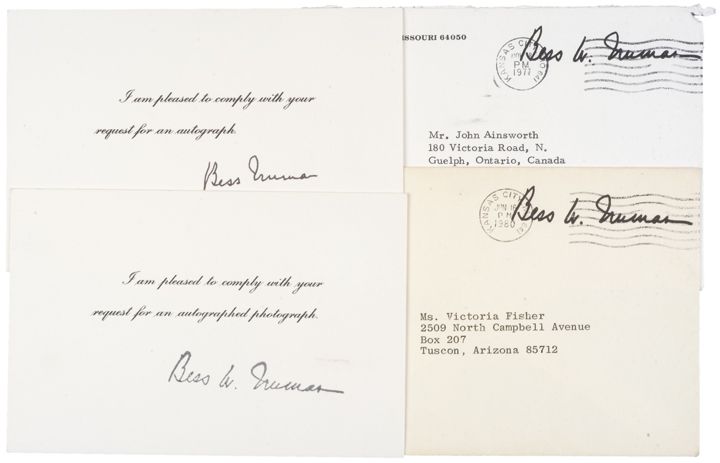 I am pleased to comply with your
request for an autograph.
Bess Truman
ISSOURI 64050
KANSAS CITY
PM
1977
Bess W. Truman
Mr. John Ainsworth
180 Victoria Road, N.
Guelph, Ontario, Canada
I am pleased to comply with your
request for an autographed photograph.
Bess W. Truman
KANSAS CITY
JUN 16
PM
1980
Bess W. Truman
Ms. Victoria Fisher
2509 North Campbell Avenue
Box 207
Tuscon, Arizona 85712